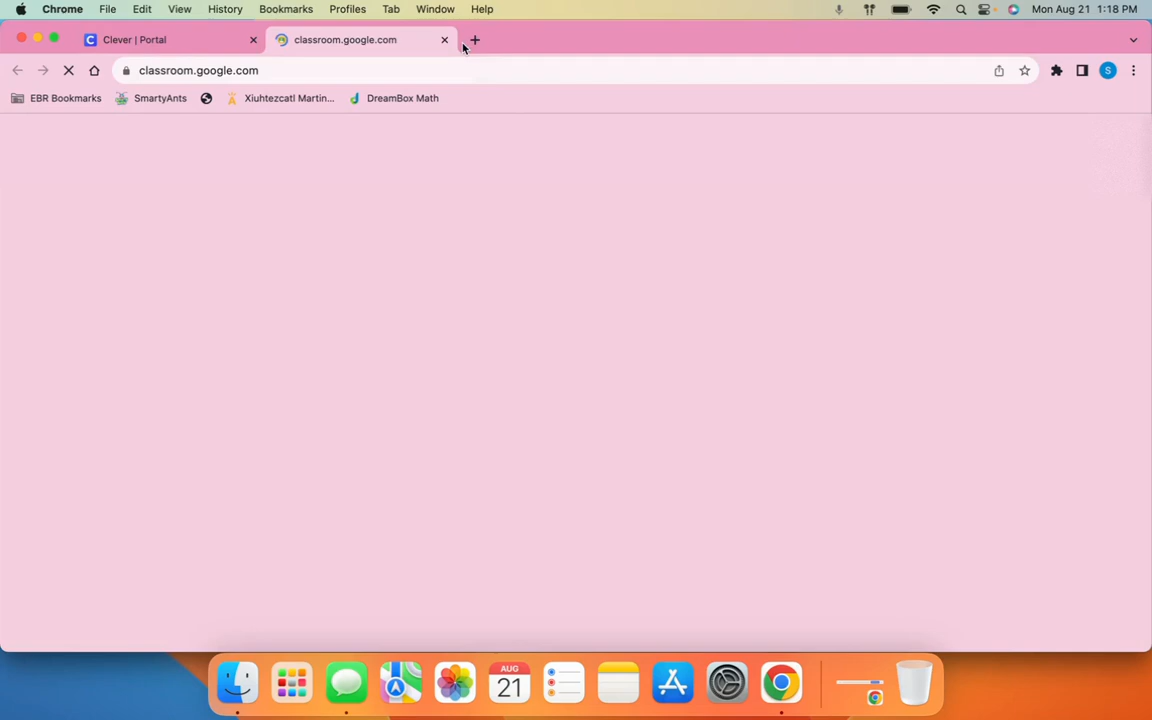 Chrome File Edit View History Bookmarks Profiles Tab Window Help Mon Aug 21 1:18 PM
Clever | Portal classroom.google.com
classroom.google.com S
EBR Bookmarks SmartyAnts Xiuhtezcatl Martin... DreamBox Math
AUG
21